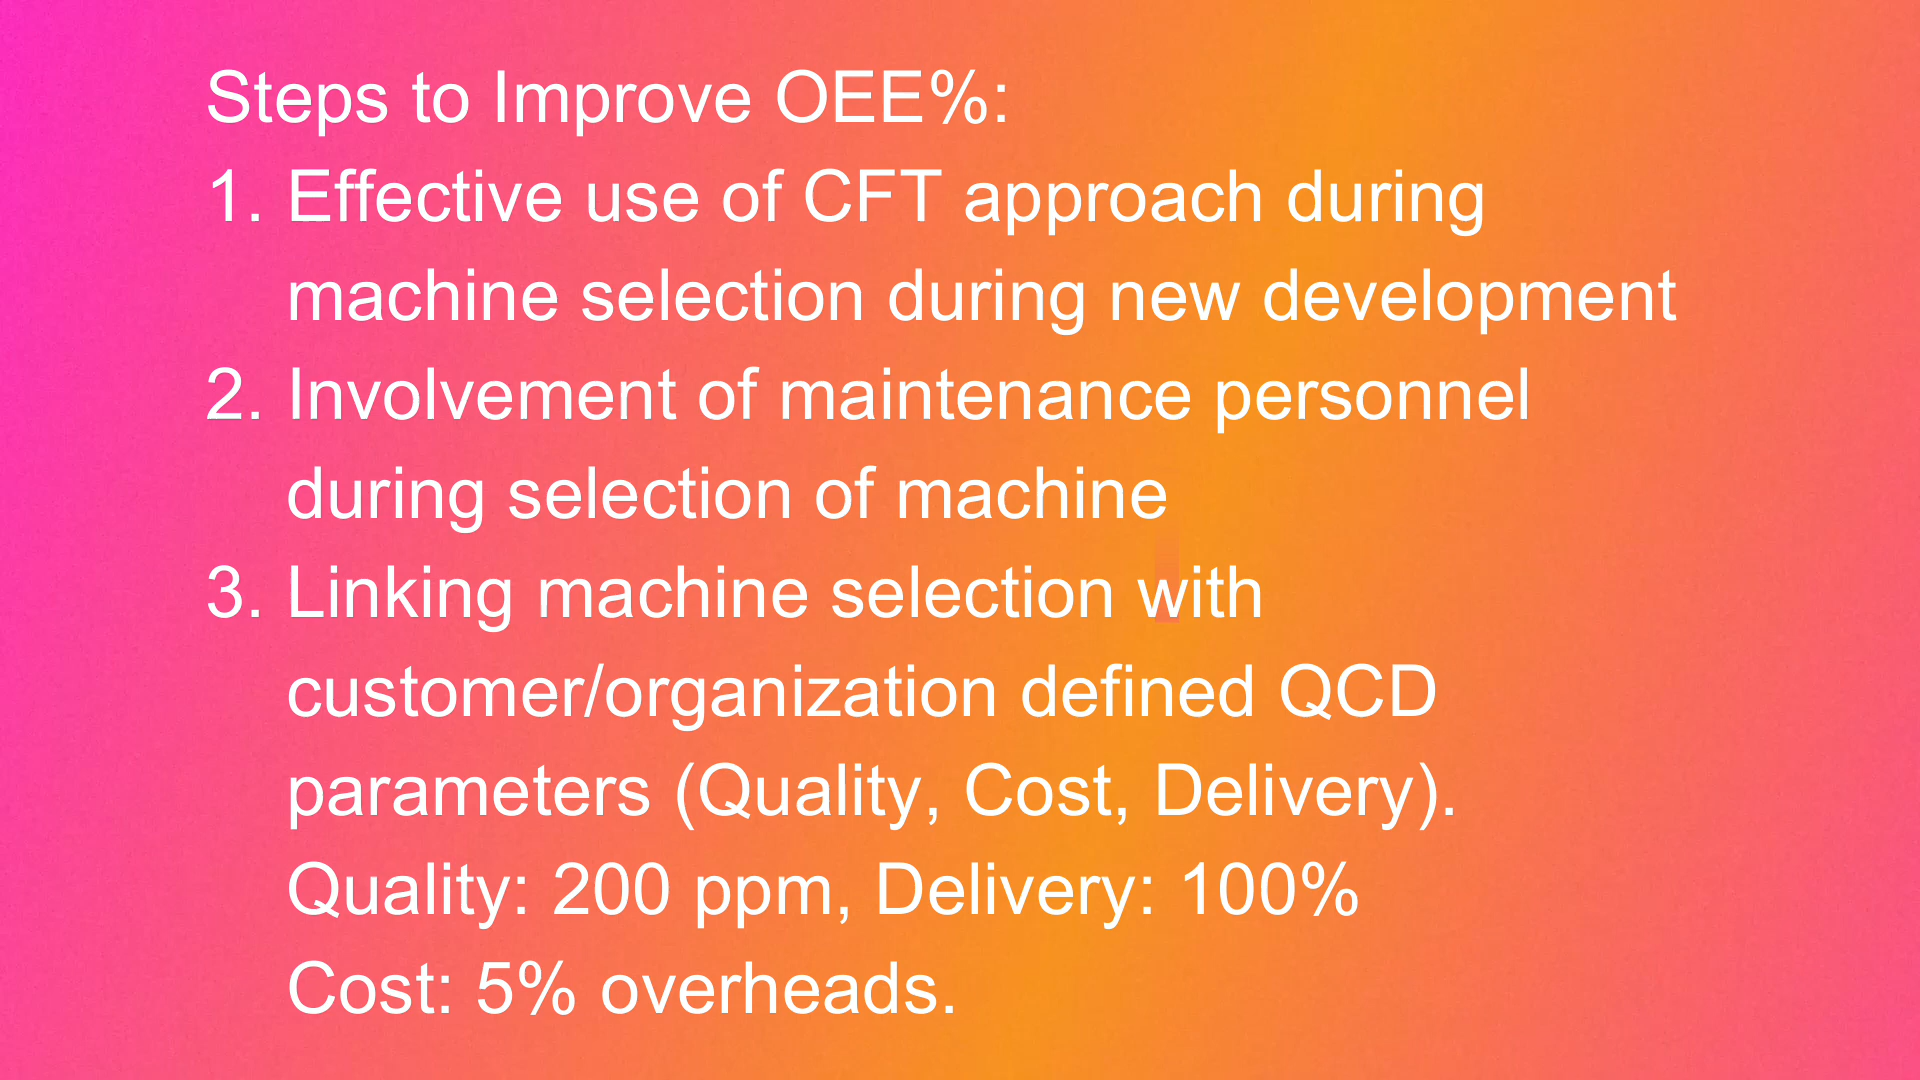 Steps to Improve OEE%:
1. Effective use of CFT approach during
machine selection during new development
2. Involvement of maintenance personnel
during selection of machine
3. Linking machine selection with
customer/organization defined QCD
parameters (Quality, Cost, Delivery).
Quality: 200 ppm, Delivery: 100%
Cost: 5% overheads.